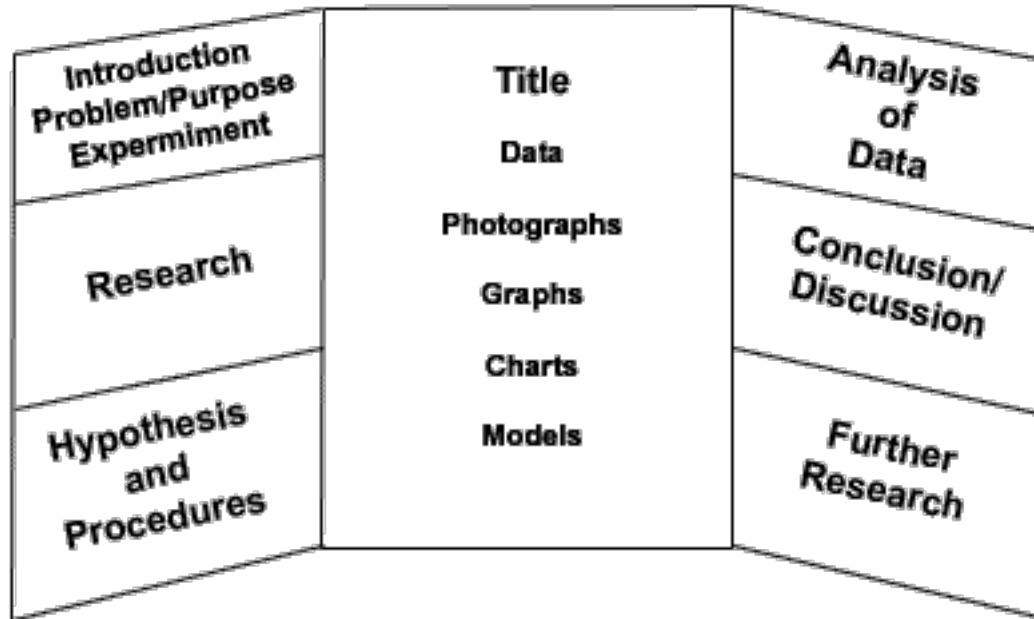 Introduction
Problem/Purpose
Expermiment
Research
Hypothesis
and
Procedures
Title
Data
Photographs
Graphs
Charts
Models
Analysis
of
Data
Conclusion/
Discussion
Further
Research